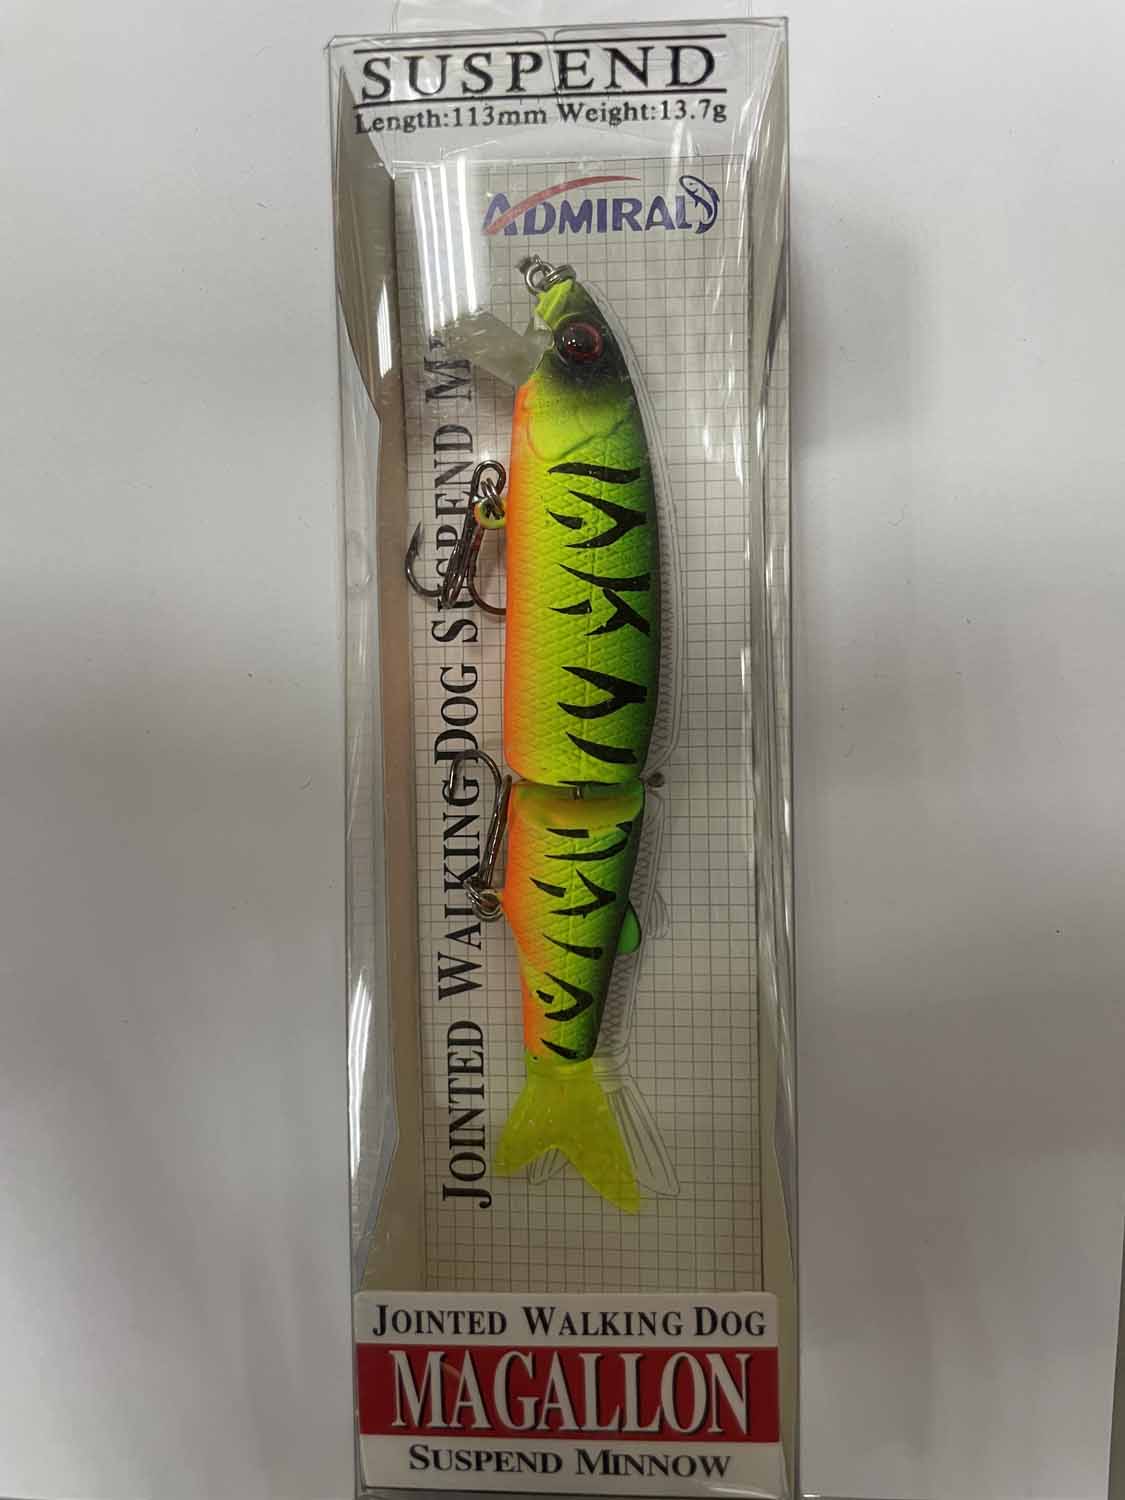 SUSPEND
Length:113mm Weight:13.7g
ADMIRAL
JOINTED WALKING DOG SUSPEND
JOINTED WALKING DOG
MAGALLON
SUSPEND MINNOW